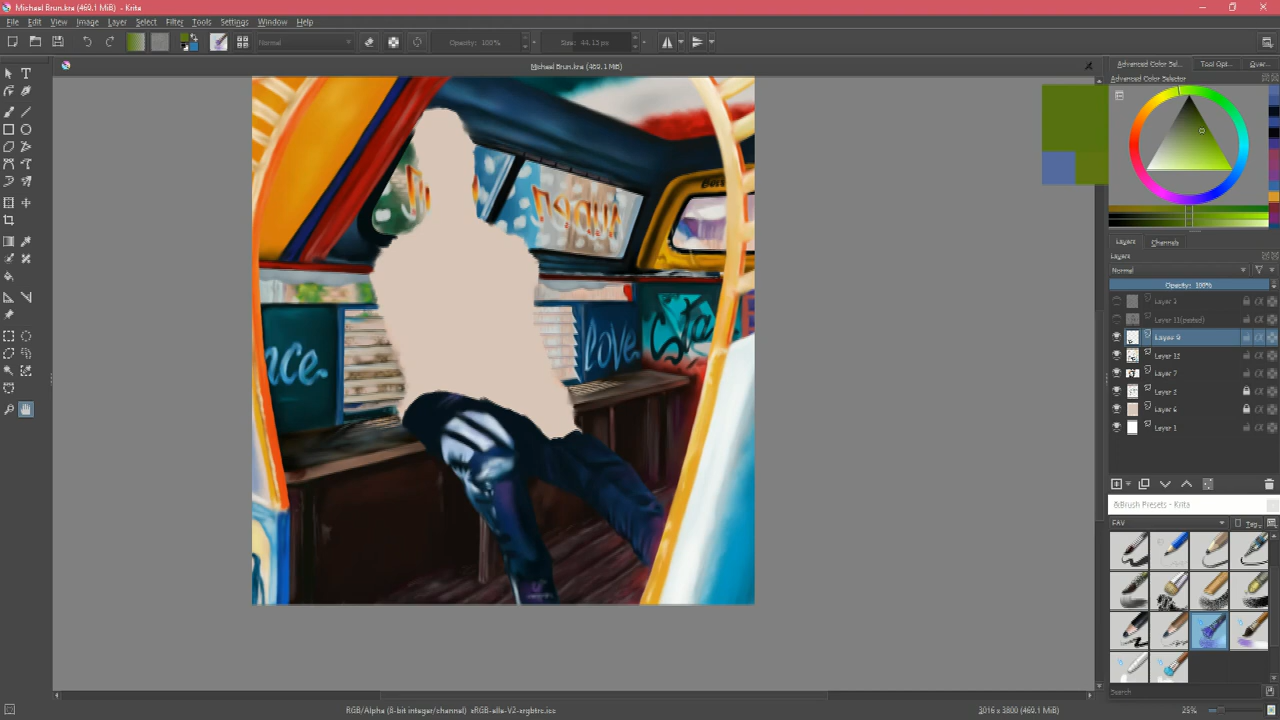 Michael Brun.kra (469.1 MiB) - Krita
File Edit View Image Layer Select Filter Tools Settings Window Help
Normal Opacity: 100% Size: 44.15 px
Michael Brun.kra (469.1 MiB)
Advanced Color Sel... Tool Opt... Over...
Advanced Color Selector
Layers Channels
Layers
Normal
Opacity: 100%
Layer 11(pasted)
Layer 9
Layer 12
Layer 7
Layer 2
Layer 6
Layer 1
nce
love
Brush Presets - Krita
FAV Tag
Search
RGB/Alpha (8-bit integer/channel) sRGB-elle-V2-srgbtrc.icc
3016 x 3800 (469.1 MiB)
25%